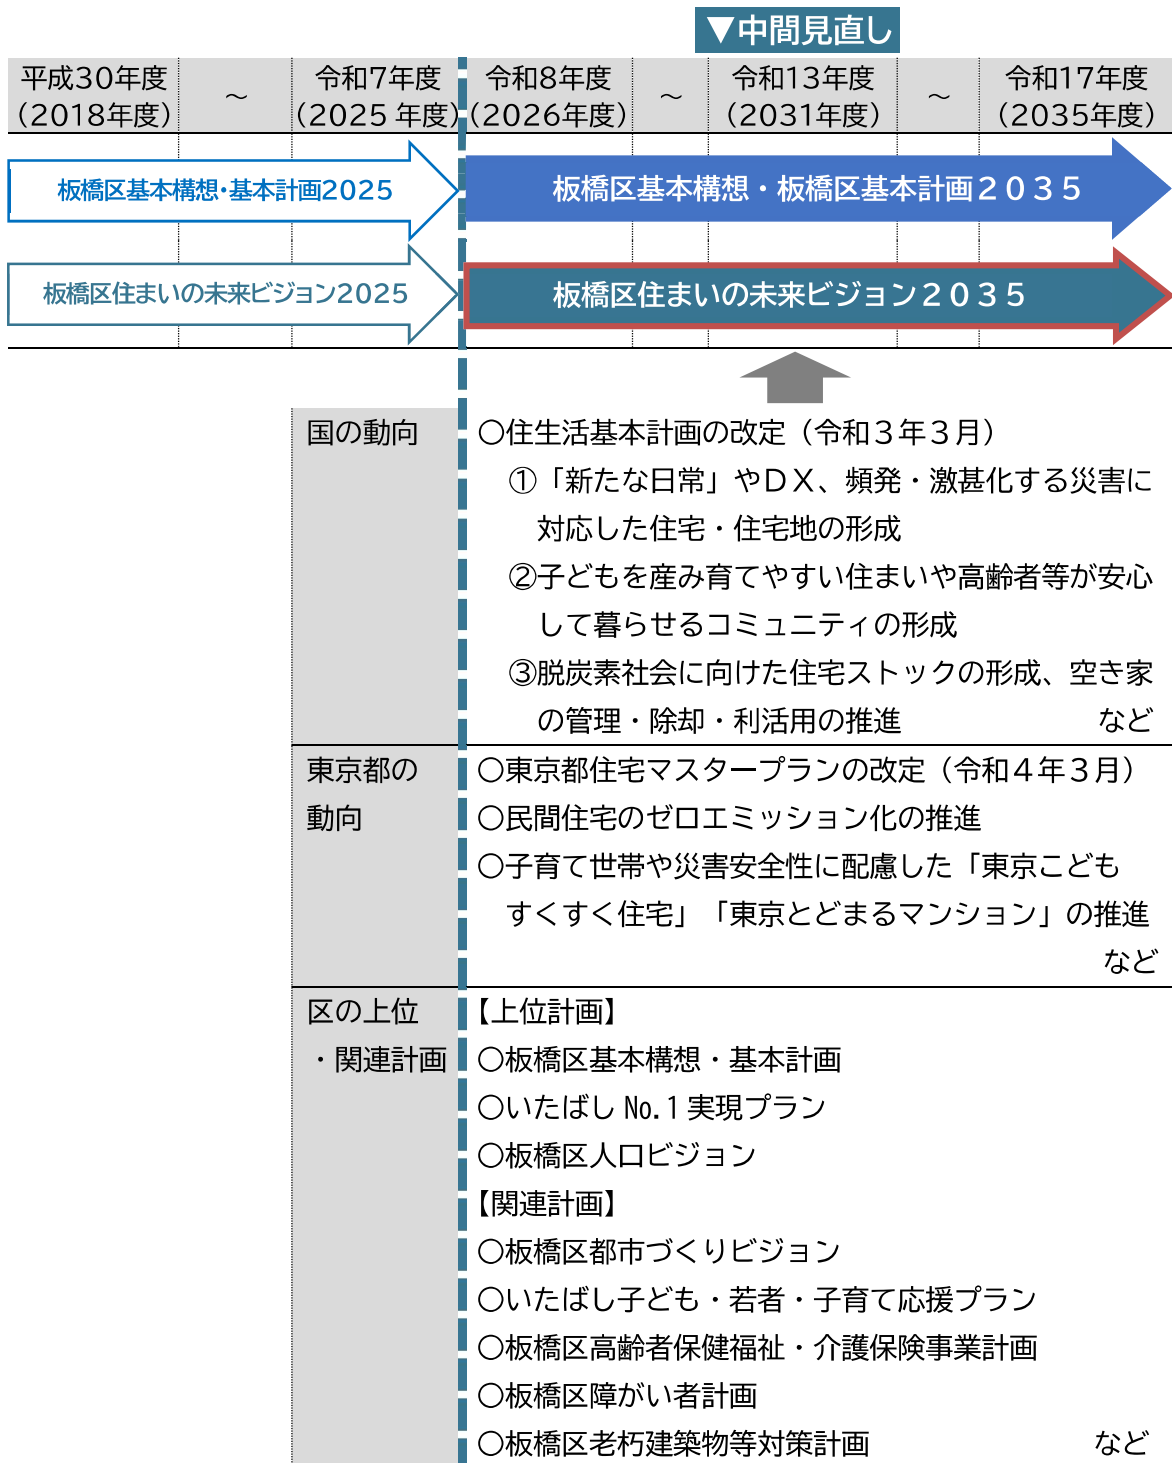 ▼中間見直し
平成30年度
（2018年度）
～
令和7年度
（2025 年度）
令和8年度
（2026年度）
～
令和13年度
（2031年度）
～
令和17年度
（2035年度）
板橋区基本構想・基本計画2025
板橋区基本構想・板橋区基本計画２０３５
板橋区住まいの未来ビジョン2025
板橋区住まいの未来ビジョン２０３５
国の動向
〇住生活基本計画の改定（令和３年３月）
①「新たな日常」やＤＸ、頻発・激甚化する災害に
対応した住宅・住宅地の形成
②子どもを産み育てやすい住まいや高齢者等が安心
して暮らせるコミュニティの形成
③脱炭素社会に向けた住宅ストックの形成、空き家
の管理・除却・利活用の推進　など
東京都の
動向
〇東京都住宅マスタープランの改定（令和４年３月）
〇民間住宅のゼロエミッション化の推進
〇子育て世帯や災害安全性に配慮した「東京こども
すくすく住宅」「東京とどまるマンション」の推進
など
区の上位
・関連計画
【上位計画】
〇板橋区基本構想・基本計画
〇いたばし№１実現プラン
〇板橋区人口ビジョン
【関連計画】
〇板橋区都市づくりビジョン
〇いたばし子ども・若者・子育て応援プラン
〇板橋区高齢者保健福祉・介護保険事業計画
〇板橋区障がい者計画
〇板橋区老朽建築物等対策計画　など